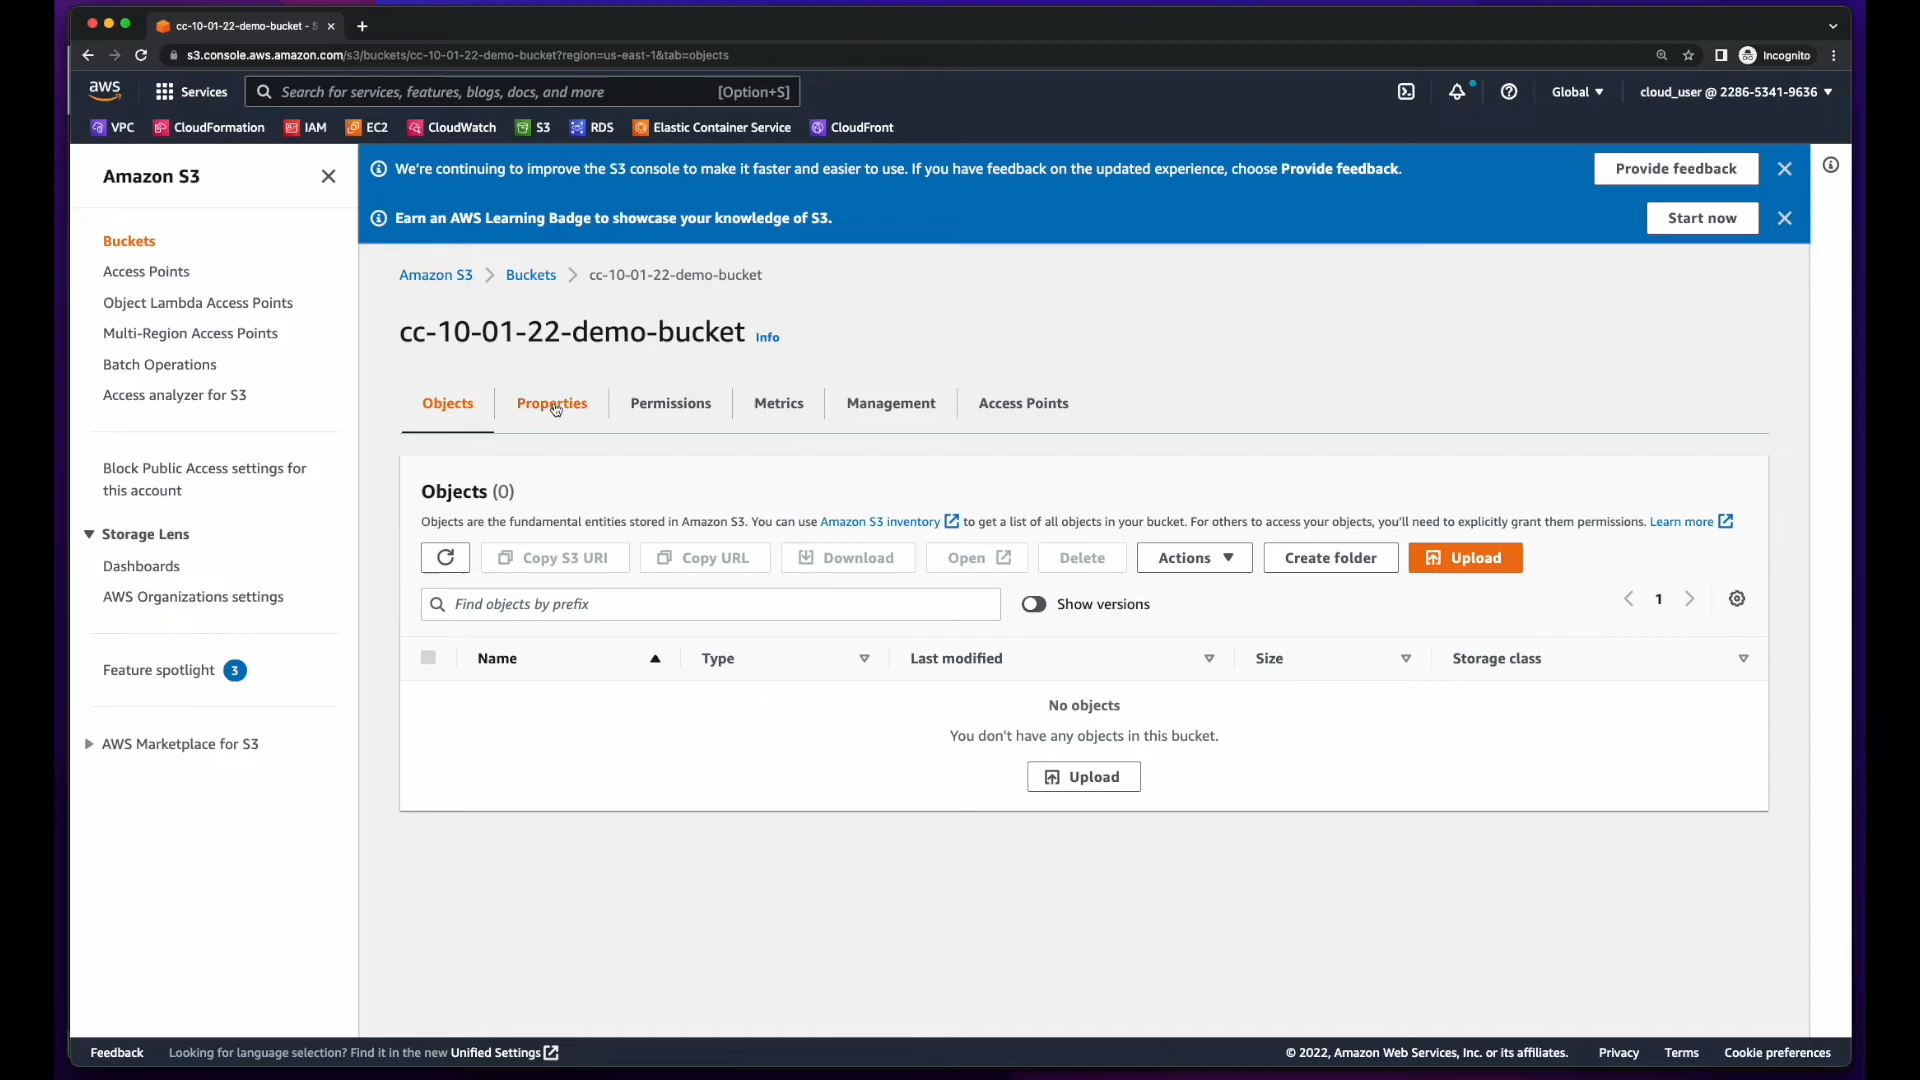 cc-10-01-22-demo-bucket - S
s3.console.aws.amazon.com/s3/buckets/cc-10-01-22-demo-bucket?region=us-east-1&tab=objects
Incognito
aws
Services
Search for services, features, blogs, docs, and more
[Option+S]
Global
cloud_user @ 2286-5341-9636
VPC
CloudFormation
IAM
EC2
CloudWatch
S3
RDS
Elastic Container Service
CloudFront
Amazon S3
Buckets
Access Points
Object Lambda Access Points
Multi-Region Access Points
Batch Operations
Access analyzer for S3
Block Public Access settings for
this account
Storage Lens
Dashboards
AWS Organizations settings
Feature spotlight 3
AWS Marketplace for S3
We're continuing to improve the S3 console to make it faster and easier to use. If you have feedback on the updated experience, choose Provide feedback.
Provide feedback
Earn an AWS Learning Badge to showcase your knowledge of S3.
Start now
Amazon S3
Buckets
cc-10-01-22-demo-bucket
cc-10-01-22-demo-bucket Info
Objects
Properties
Permissions
Metrics
Management
Access Points
Objects (0)
Objects are the fundamental entities stored in Amazon S3. You can use Amazon S3 inventory to get a list of all objects in your bucket. For others to access your objects, you'll need to explicitly grant them permissions. Learn more
Copy S3 URI
Copy URL
Download
Open
Delete
Actions
Create folder
Upload
Find objects by prefix
Show versions
1
Name
Type
Last modified
Size
Storage class
No objects
You don't have any objects in this bucket.
Upload
Feedback
Looking for language selection? Find it in the new Unified Settings
© 2022, Amazon Web Services, Inc. or its affiliates.
Privacy
Terms
Cookie preferences